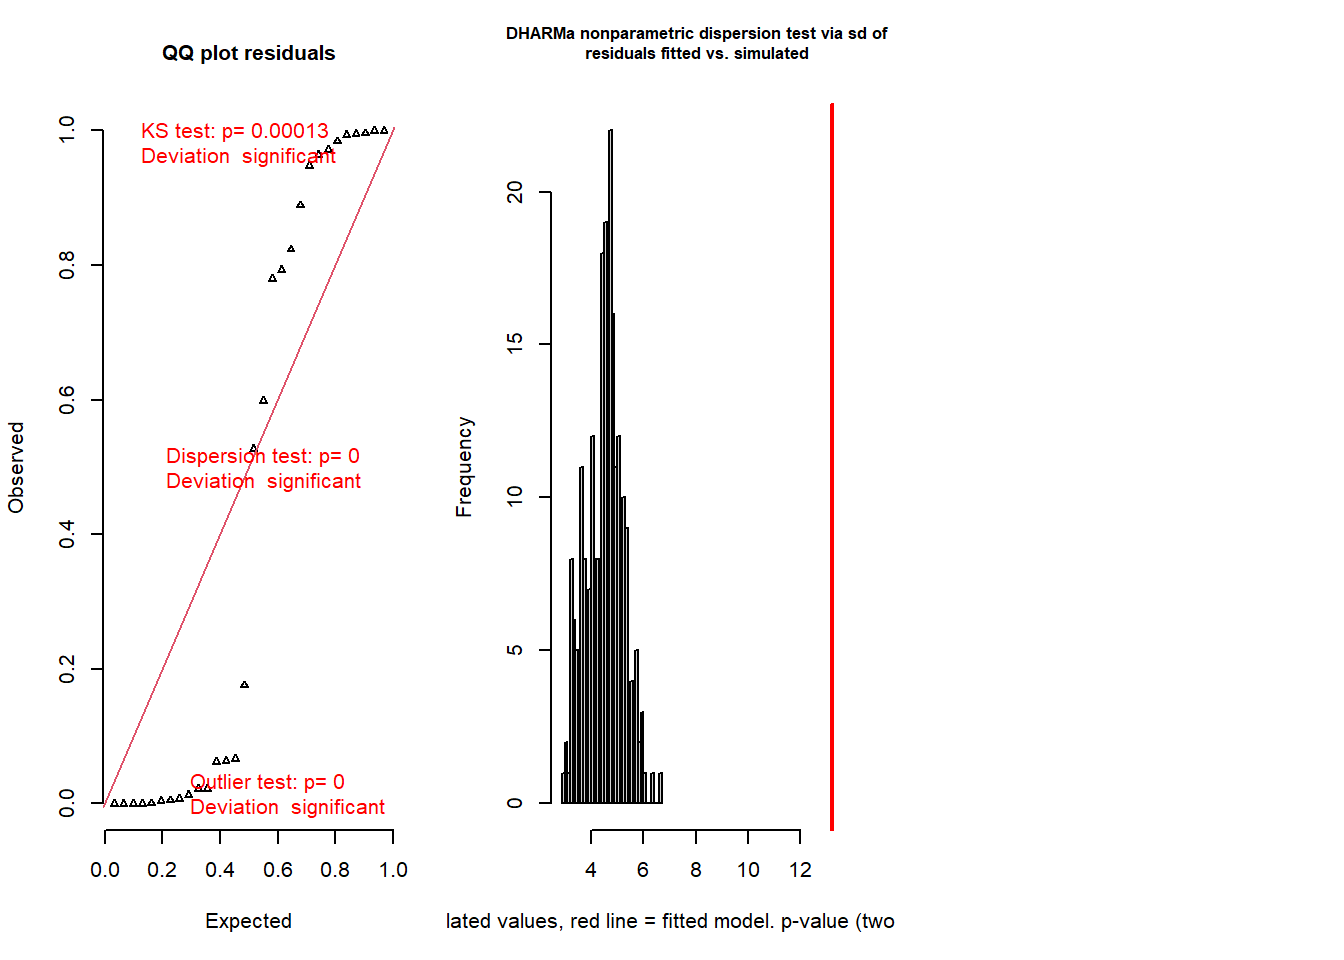 QQ plot residuals
KS test: p= 0.00013
Deviation  significant
Dispersion test: p= 0
Deviation  significant
Outlier test: p= 0
Deviation  significant
Observed
1.0
0.8
0.6
0.4
0.2
0.0
0.0 0.2 0.4 0.6 0.8 1.0
Expected
DHARMa nonparametric dispersion test via sd of
residuals fitted vs. simulated
Frequency
20
15
10
5
0
4 6 8 10 12
lated values, red line = fitted model. p-value (two